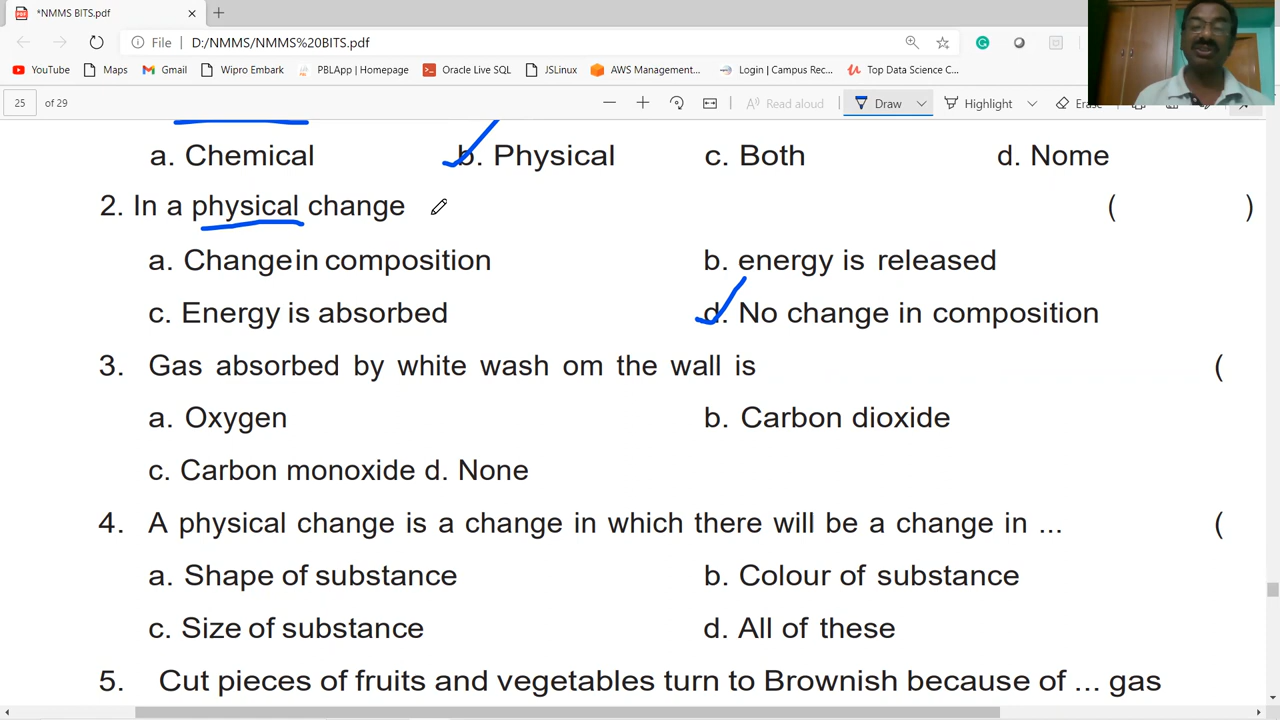 *NMMS BITS.pdf
File D:/NMMS/NMMS%20BITS.pdf
YouTube Maps Gmail Wipro Embark PBLApp | Homepage Oracle Live SQL JSLinux AWS Management... Login | Campus Rec... Top Data Science C...
25 of 29 Read aloud Draw Highlight Erase
a. Chemical b. Physical c. Both d. Nome
2. In a physical change ( )
a. Change in composition b. energy is released
c. Energy is absorbed d. No change in composition
3. Gas absorbed by white wash om the wall is (
a. Oxygen b. Carbon dioxide
c. Carbon monoxide d. None
4. A physical change is a change in which there will be a change in ... (
a. Shape of substance b. Colour of substance
c. Size of substance d. All of these
5. Cut pieces of fruits and vegetables turn to Brownish because of ... gas